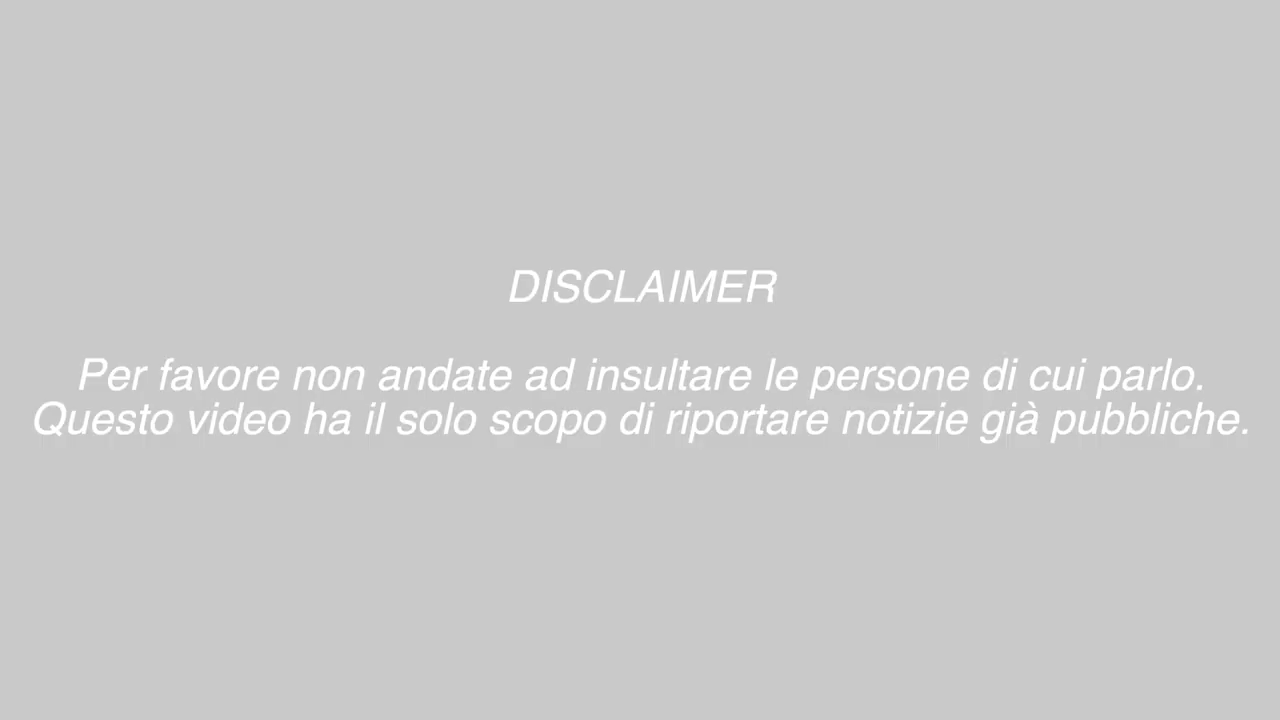 DISCLAIMER
Per favore non andate ad insultare le persone di cui parlo.
Questo video ha il solo scopo di riportare notizie già pubbliche.